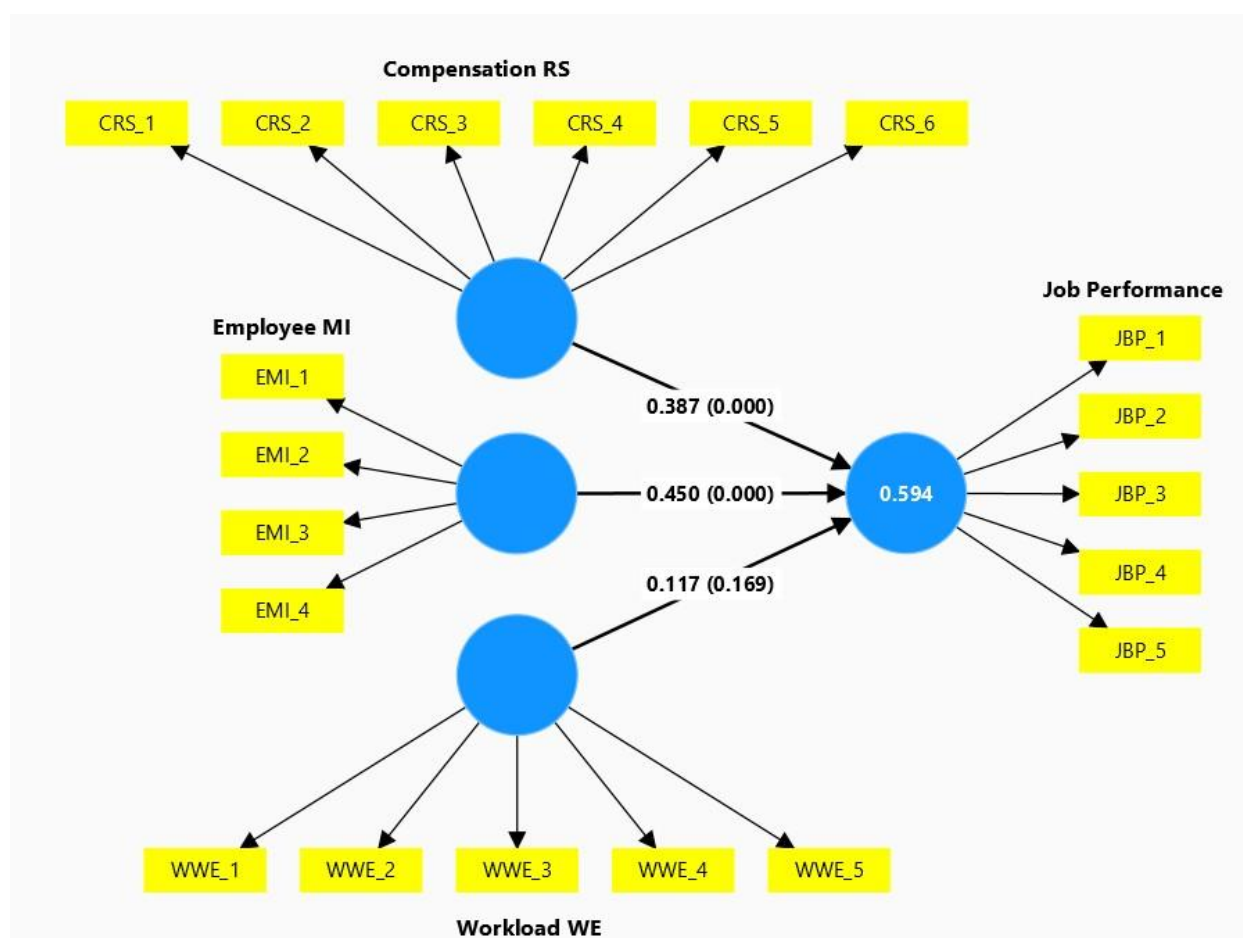 Compensation RS
CRS_1 CRS_2 CRS_3 CRS_4 CRS_5 CRS_6
Job Performance
Employee MI
JBP_1
EMI_1
0.387 (0.000)
JBP_2
EMI_2
0.450 (0.000) 0.594 JBP_3
EMI_3
JBP_4
0.117 (0.169)
EMI_4
JBP_5
WWE_1 WWE_2 WWE_3 WWE_4 WWE_5
Workload WE